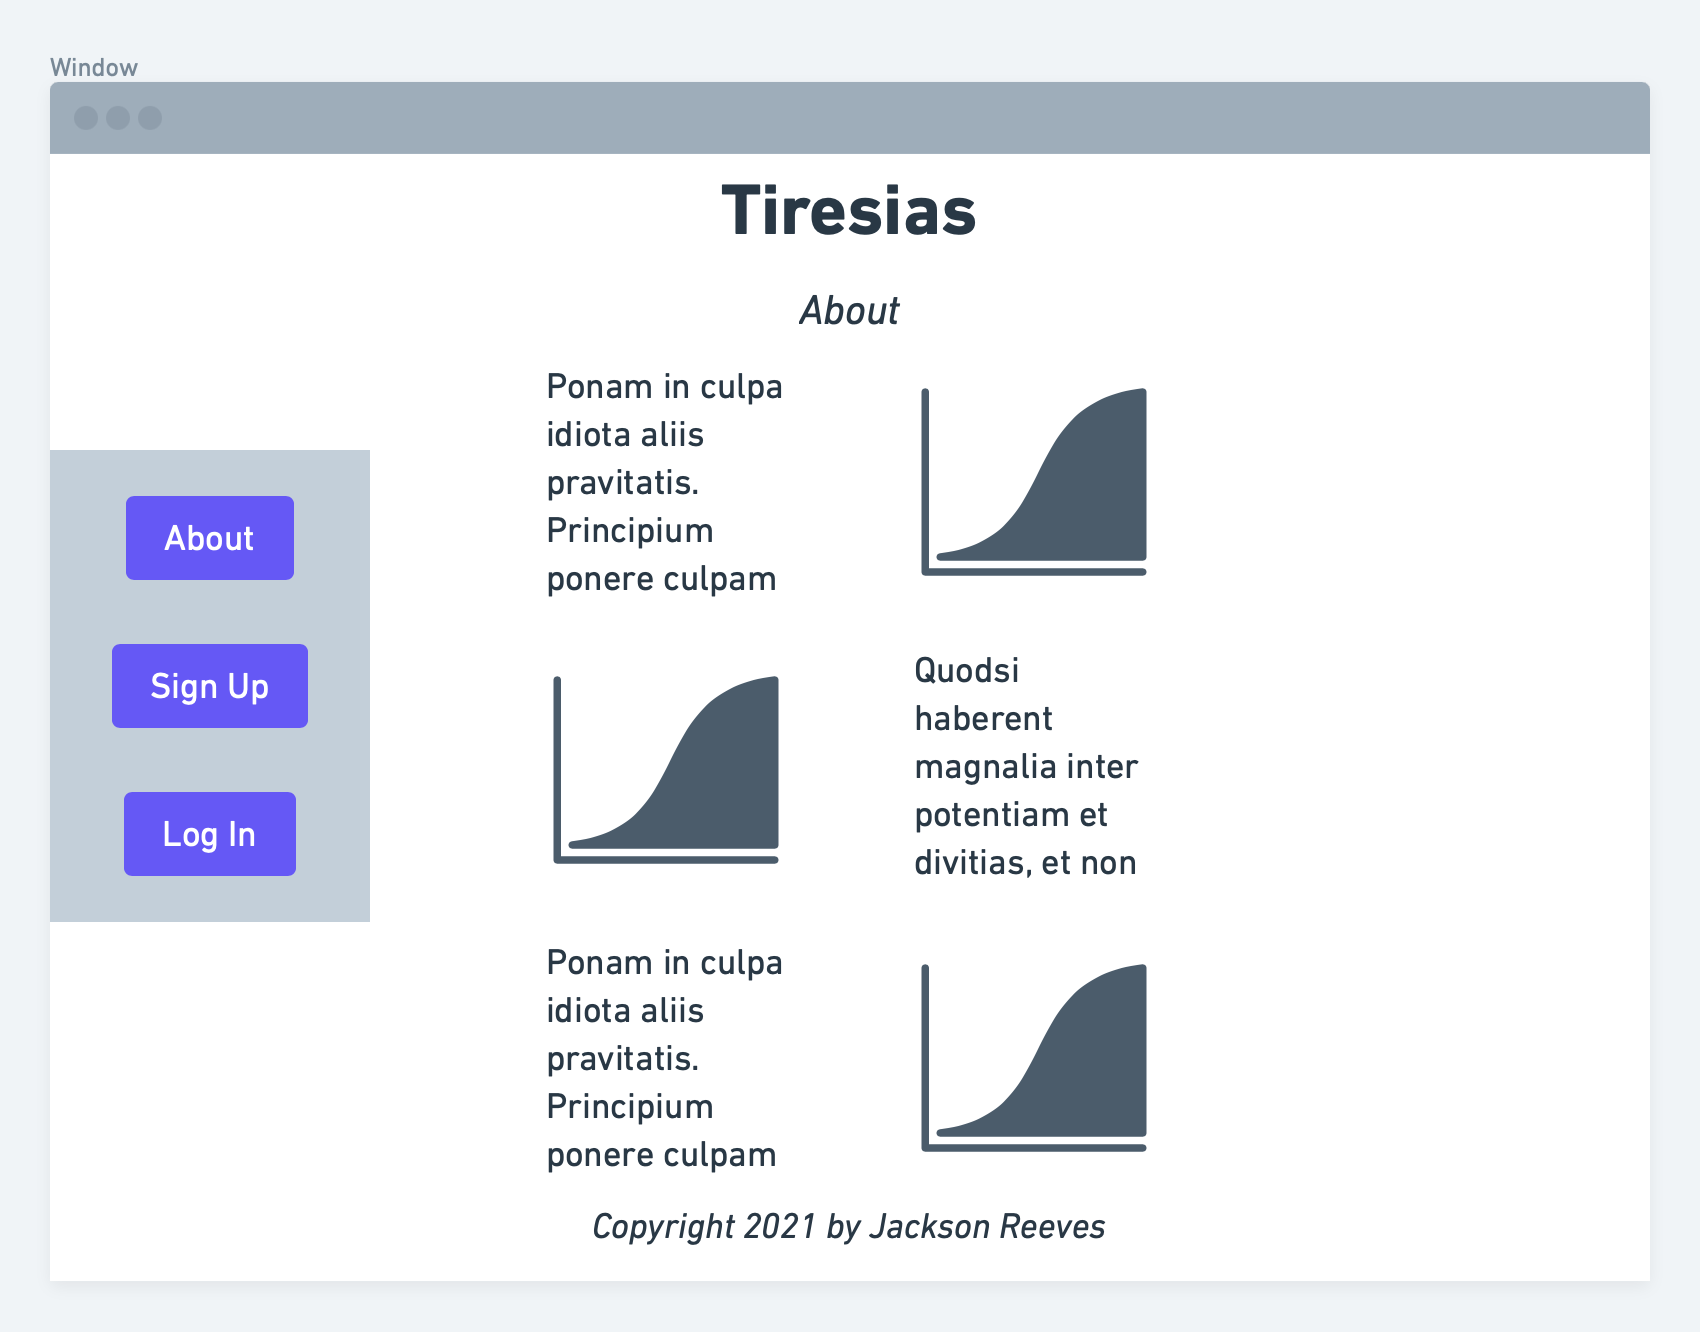 Window
Tiresias
About
About
Sign Up
Log In
Ponam in culpa
idiota aliis
pravitatis.
Principium
ponere culpam
Quodsi
haberent
magnalia inter
potentiam et
divitias, et non
Ponam in culpa
idiota aliis
pravitatis.
Principium
ponere culpam
Copyright 2021 by Jackson Reeves